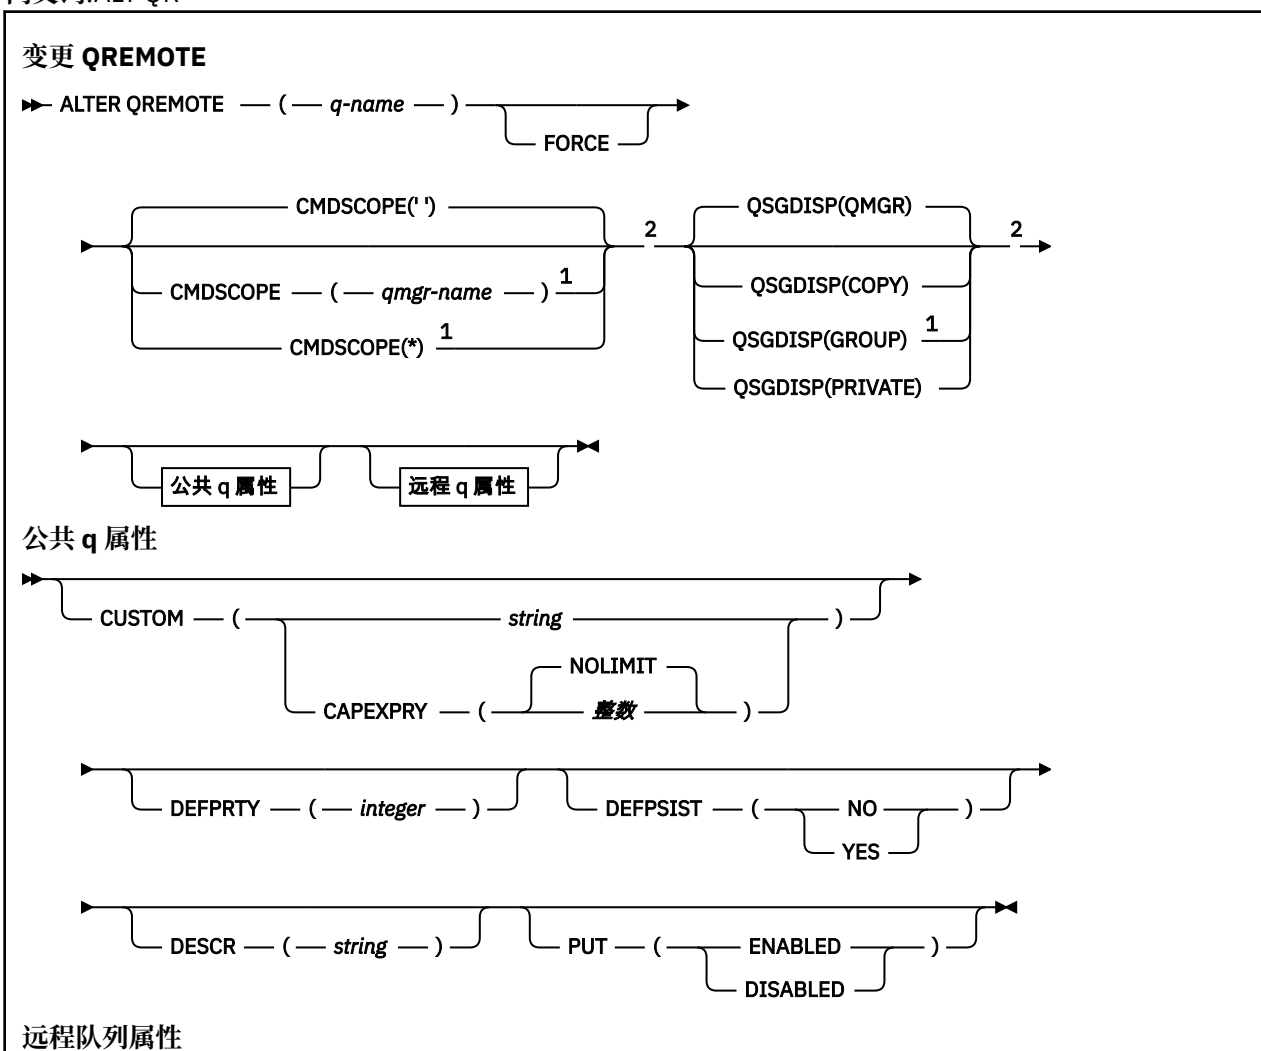 变更 QREMOTE
ALTER QREMOTE ( q-name )
FORCE
CMDSCOPE(' ')
2
QSGDISP(QMGR)
2
CMDSCOPE ( qmgr-name ) 1
QSGDISP(COPY)
CMDSCOPE(*) 1
QSGDISP(GROUP) 1
QSGDISP(PRIVATE)
公共 q 属性
远程 q 属性
公共 q 属性
CUSTOM ( string )
NOLIMIT
CAPEXPRY ( 整数 )
DEFPRTY ( integer )
DEFPSIST ( NO )
YES
DESCR ( string )
PUT ( ENABLED )
DISABLED
远程队列属性